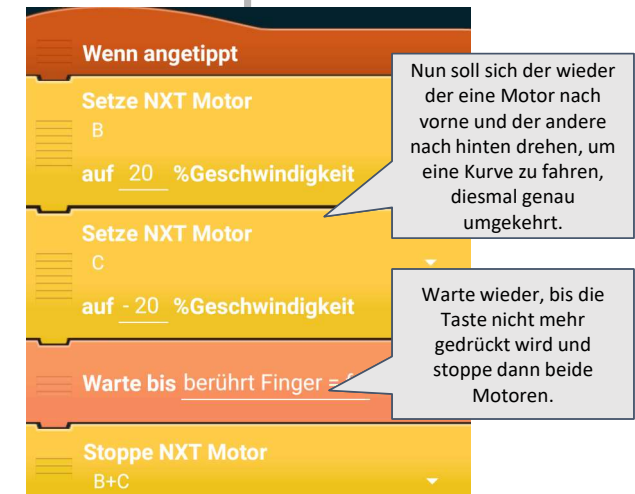 Wenn angetippt
Setze NXT Motor
B
auf 20 %Geschwindigkeit
Setze NXT Motor
C
auf - 20 %Geschwindigkeit
Warte bis berührt Finger =
Stoppe NXT Motor
B+C
Nun soll sich der wieder
der eine Motor nach
vorne und der andere
nach hinten drehen, um
eine Kurve zu fahren,
diesmal genau
umgekehrt.
Warte wieder, bis die
Taste nicht mehr
gedrückt wird und
stoppe dann beide
Motoren.